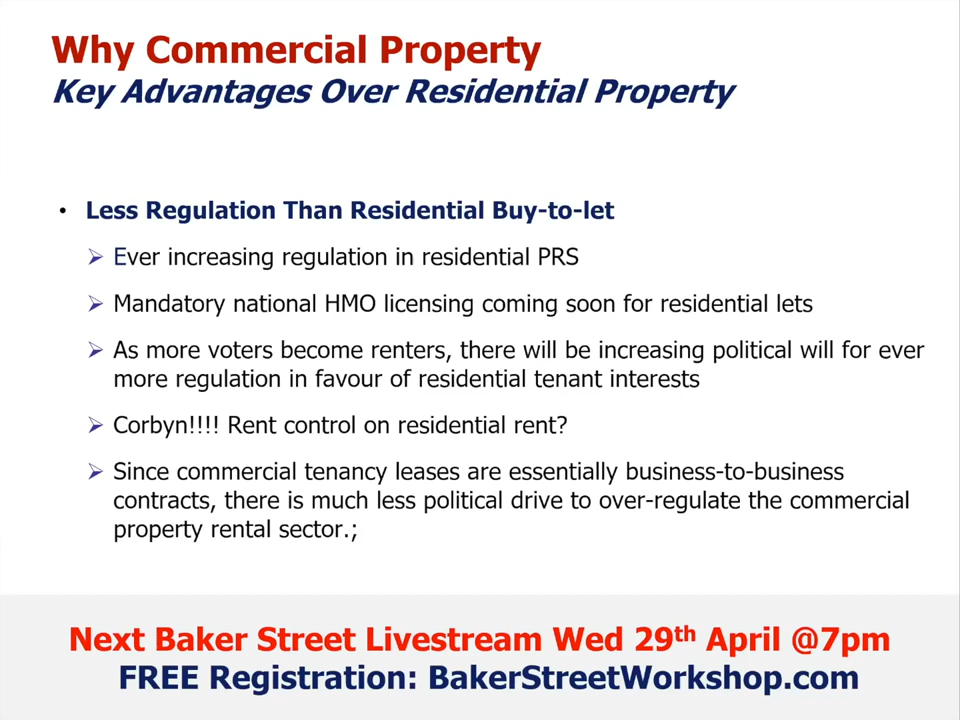 Why Commercial Property
Key Advantages Over Residential Property
• Less Regulation Than Residential Buy-to-let
➢ Ever increasing regulation in residential PRS
➢ Mandatory national HMO licensing coming soon for residential lets
➢ As more voters become renters, there will be increasing political will for ever
more regulation in favour of residential tenant interests
➢ Corbyn!!!! Rent control on residential rent?
➢ Since commercial tenancy leases are essentially business-to-business
contracts, there is much less political drive to over-regulate the commercial
property rental sector.;
Next Baker Street Livestream Wed 29th April @7pm
FREE Registration: BakerStreetWorkshop.com